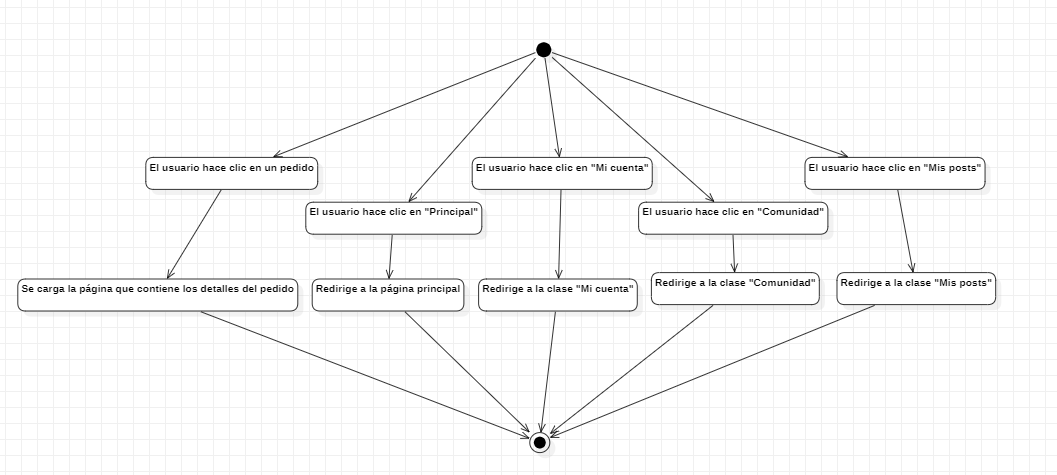 El usuario hace clic en un pedido
El usuario hace clic en "Mi cuenta"
El usuario hace clic en "Mis posts"
El usuario hace clic en "Principal"
El usuario hace clic en "Comunidad"
Se carga la página que contiene los detalles del pedido
Redirige a la página principal
Redirige a la clase "Mi cuenta"
Redirige a la clase "Comunidad"
Redirige a la clase "Mis posts"